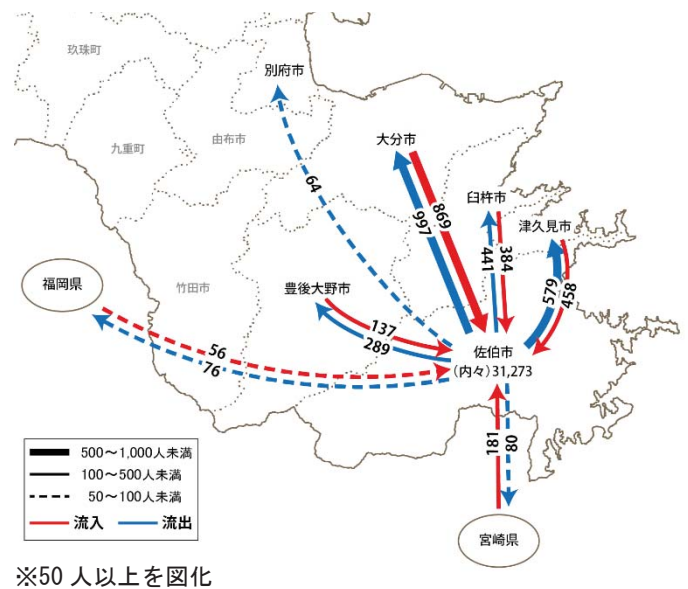 玖珠町
別府市
九重町
由布市
大分市
臼杵市
津久見市
64
869
997
384
441
579
458
福岡県
竹田市
豊後大野市
137
289
56
76
佐伯市
(内々)31,273
181
80
宮崎県
500～1,000人未満
100～500人未満
50～100人未満
流入 流出
※50 人以上を図化